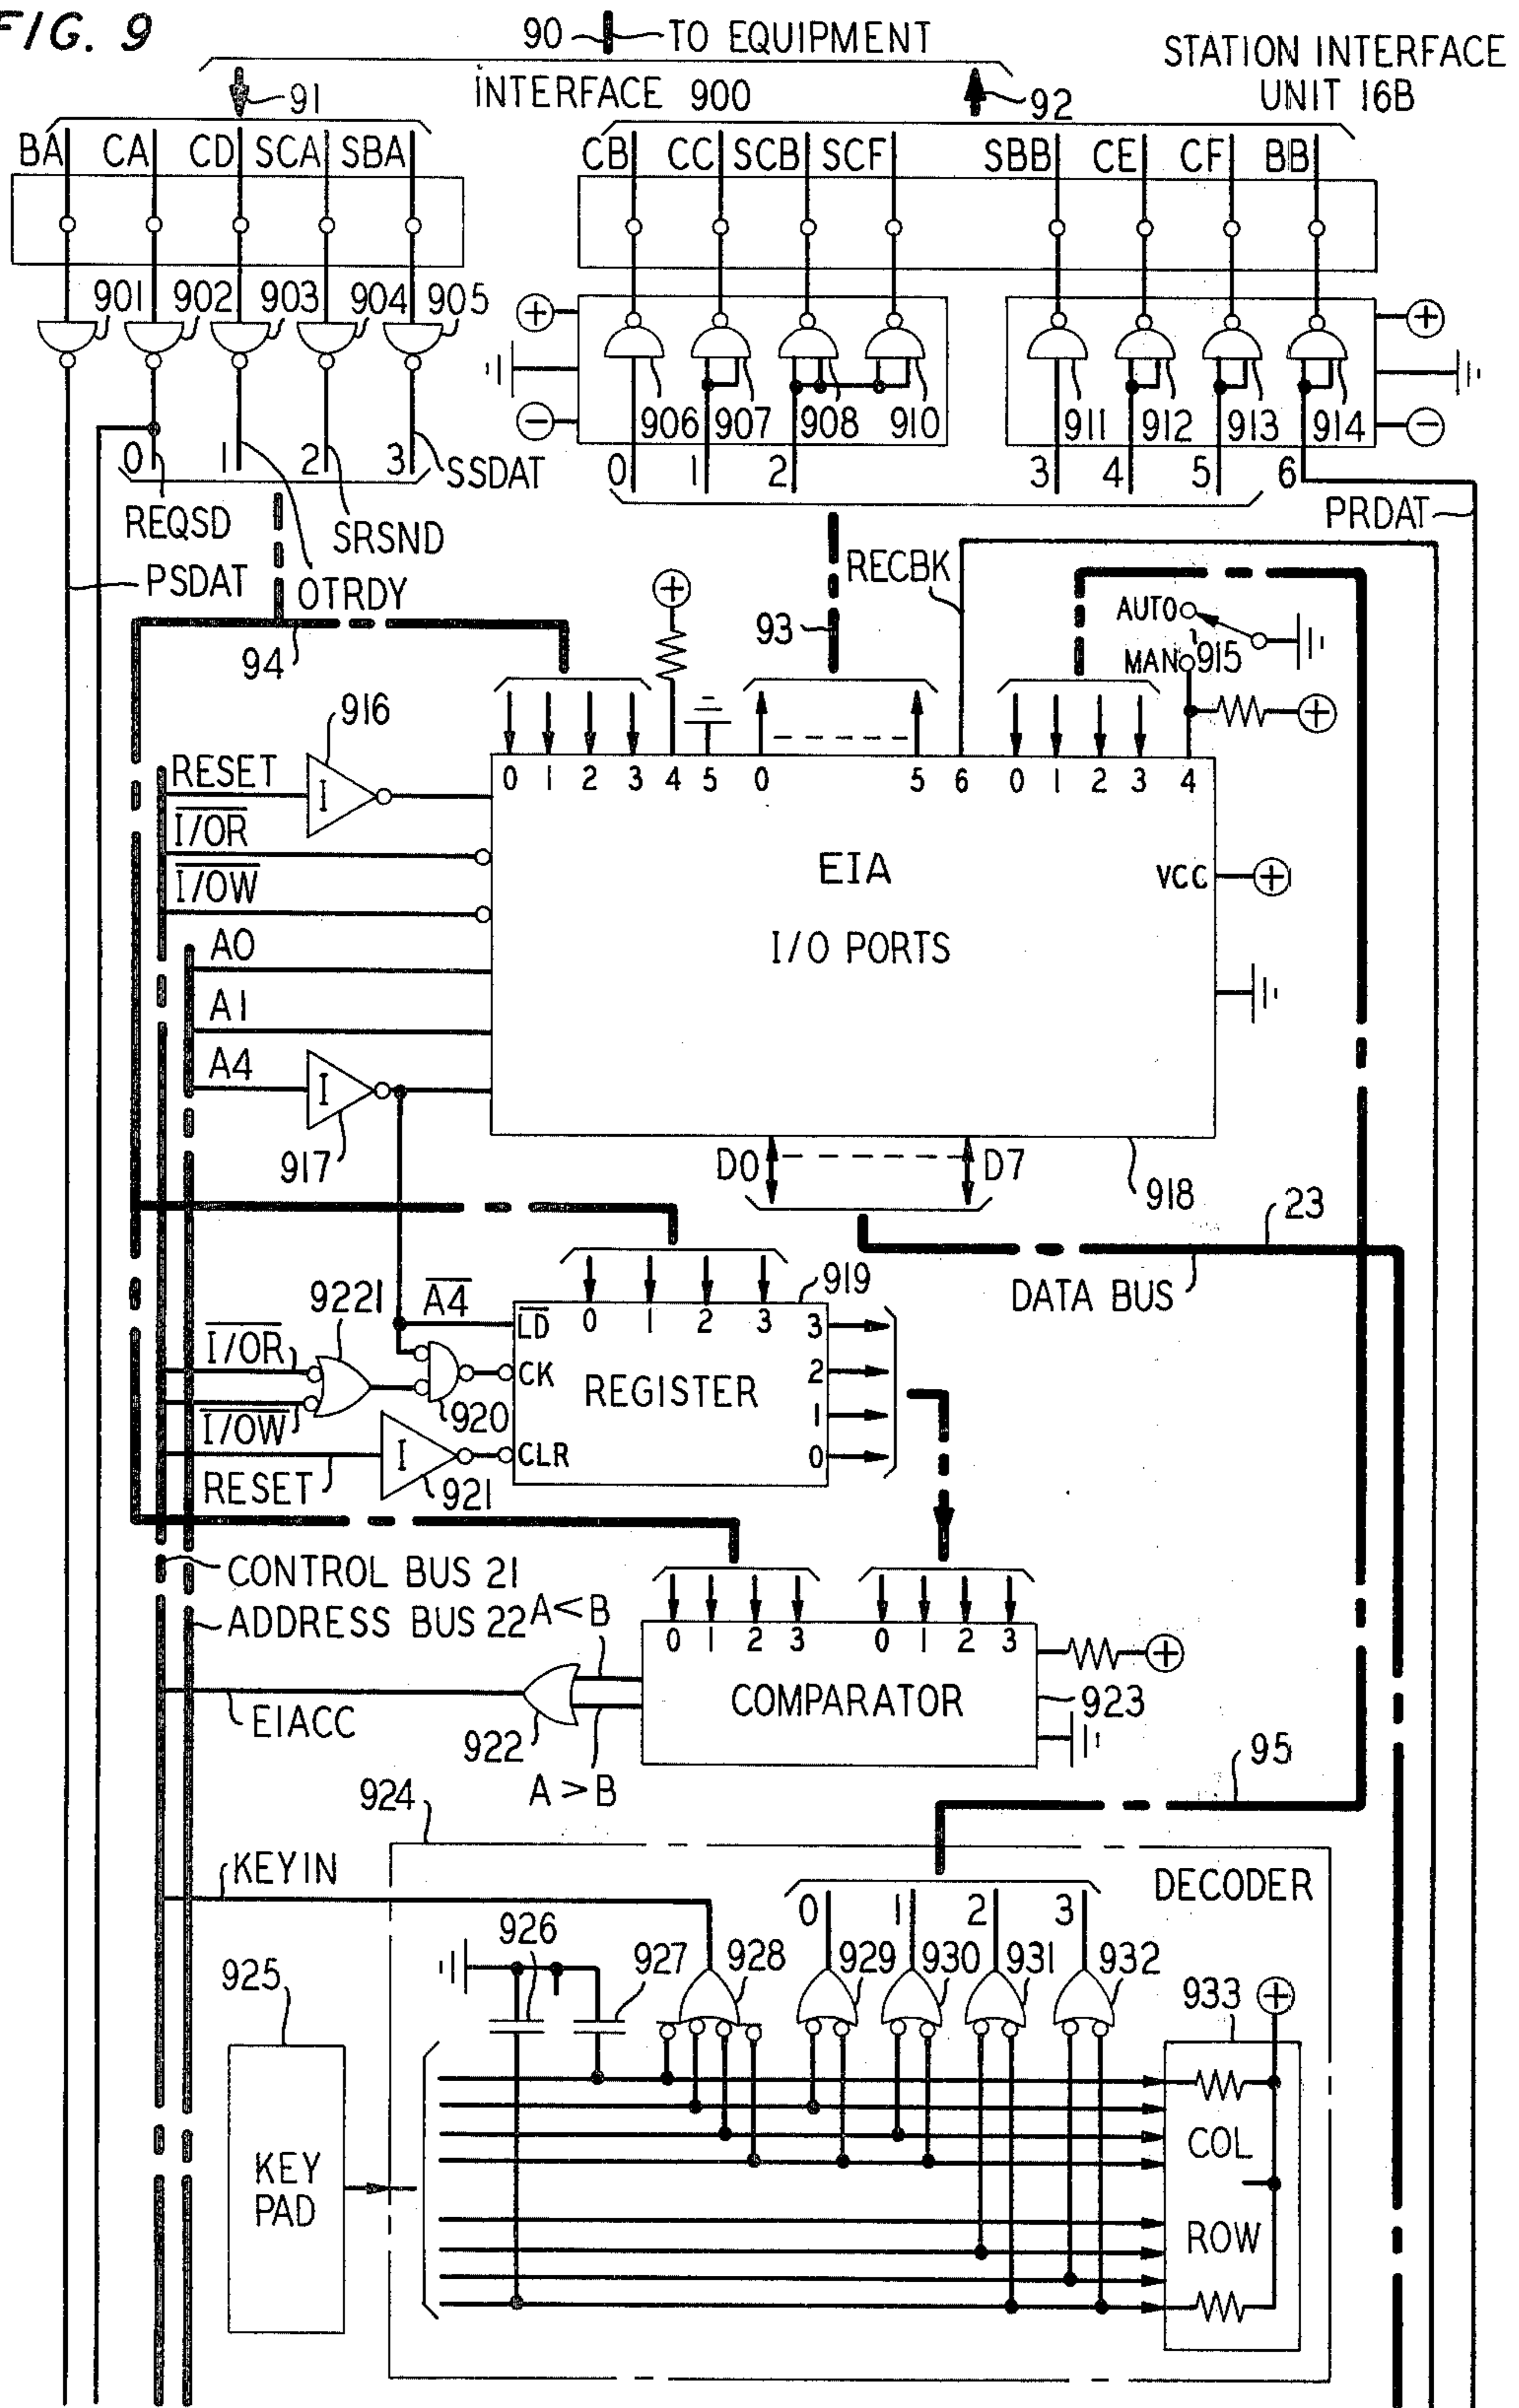 FIG. 9
90 TO EQUIPMENT
STATION INTERFACE
UNIT 16B
91 INTERFACE 900 92
BA CA CD SCA SBA CB CC SCB SCF SBB CE CF BB
901 902 903 904 905
+ +
906 907 908 910 911 912 913 914
− −
0 1 2 3 SSDAT 0 1 2 3 4 5 6
REQSD SRSND PRDAT
PSDAT OTRDY RECBK
AUTO
94 93 MAN 915
+ +
916
RESET
0 1 2 3 4 5 0 5 6 0 1 2 3 4
I/OR
EIA VCC +
I/OW
A0 I/O PORTS
A1
A4
917 D0 D7 918
23
DATA BUS
9221 A4 919
LD 0 1 2 3 3
I/OR
CK REGISTER 2
920 1
I/OW
CLR 0
RESET 921
CONTROL BUS 21
ADDRESS BUS 22 A<B
0 1 2 3 0 1 2 3 +
COMPARATOR 923
EIACC 922
A>B 95
924
KEYIN DECODER
0 1 2 3
926 927 928 929 930 931 932
925 933 +
COL
KEY
PAD
ROW
I
I
I